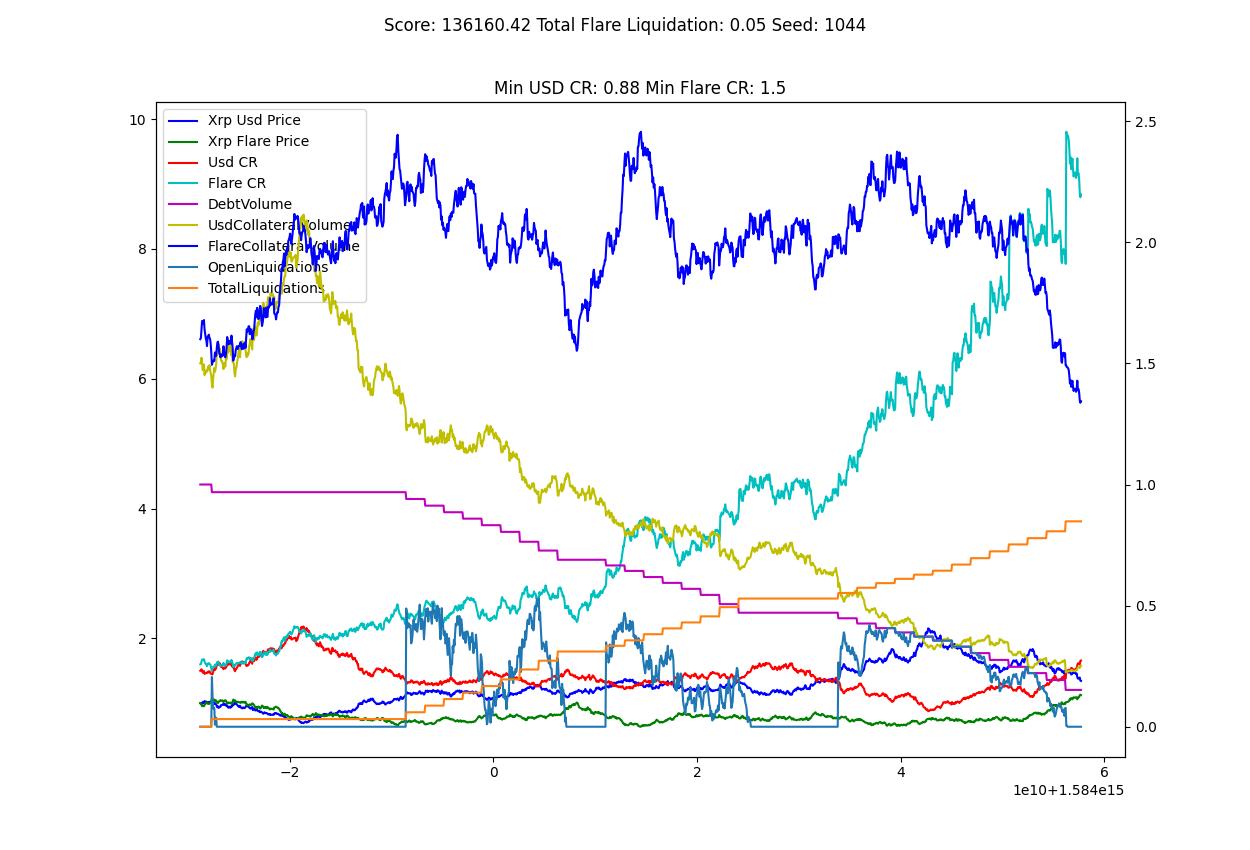 Score: 136160.42 Total Flare Liquidation: 0.05 Seed: 1044
Min USD CR: 0.88 Min Flare CR: 1.5
Xrp Usd Price
Xrp Flare Price
Usd CR
Flare CR
DebtVolume
UsdCollateralVolume
FlareCollateralVolume
OpenLiquidations
TotalLiquidations
10
8
6
4
2
2.5
2.0
1.5
1.0
0.5
0.0
−2 0 2 4 6
1e10+1.584e15